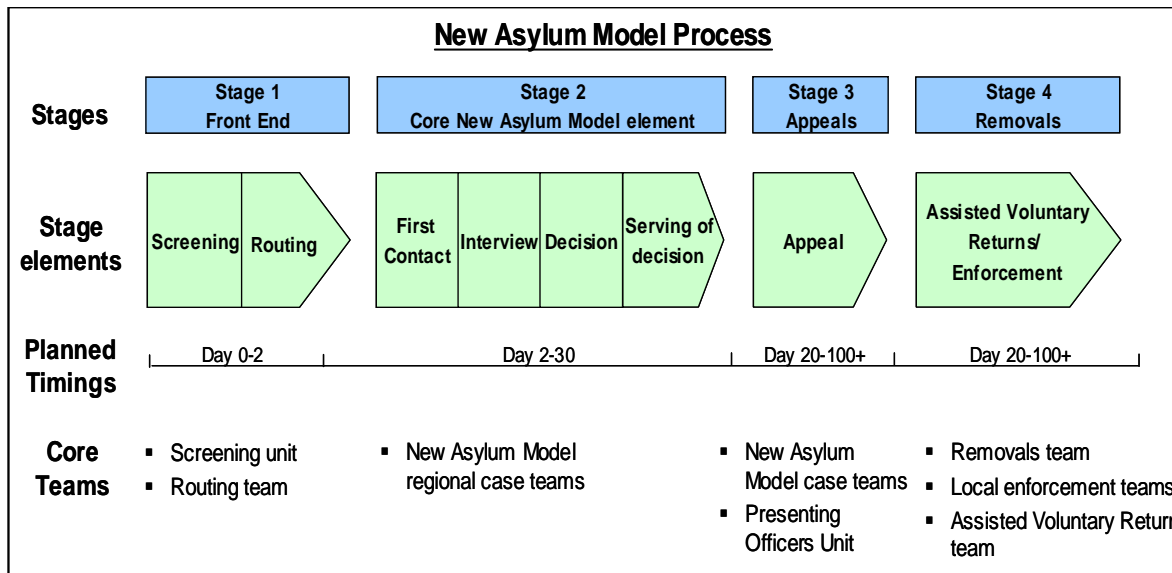 New Asylum Model Process
Stages
Stage 1
Front End
Stage 2
Core New Asylum Model element
Stage 3
Appeals
Stage 4
Removals
Stage
elements
Screening
Routing
First
Contact
Interview
Decision
Serving of
decision
Appeal
Assisted Voluntary
Returns/
Enforcement
Planned
Timings
Day 0-2
Day 2-30
Day 20-100+
Day 20-100+
Core
Teams
▪ Screening unit
▪ Routing team
▪ New Asylum Model
regional case teams
▪ New Asylum
Model case teams
▪ Presenting
Officers Unit
▪ Removals team
▪ Local enforcement teams
▪ Assisted Voluntary Return
team